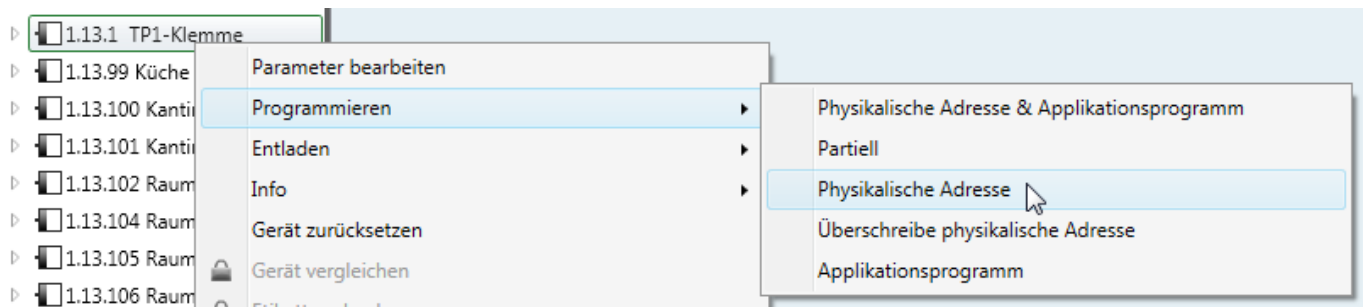 1.13.1 TP1-Klemme
1.13.99 Küche
1.13.100
1.13.101
1.13.102 Raum
1.13.104 Raum
1.13.105 Raum
1.13.106 Raum
Parameter bearbeiten
Programmieren
Entladen
Info
Gerät zurücksetzen
Gerät vergleichen
Physikalische Adresse & Applikationsprogramm
Partiell
Physikalische Adresse
Überschreibe physikalische Adresse
Applikationsprogramm